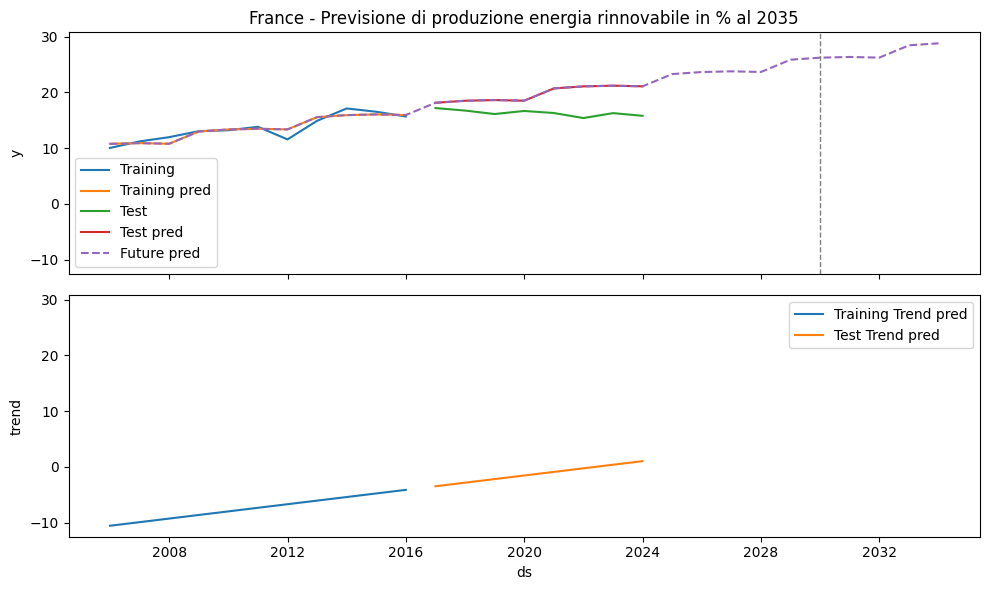 France - Previsione di produzione energia rinnovabile in % al 2035
30
20
10
0
−10
y
Training
Training pred
Test
Test pred
Future pred
30
20
10
0
−10
trend
Training Trend pred
Test Trend pred
2008 2012 2016 2020 2024 2028 2032
ds